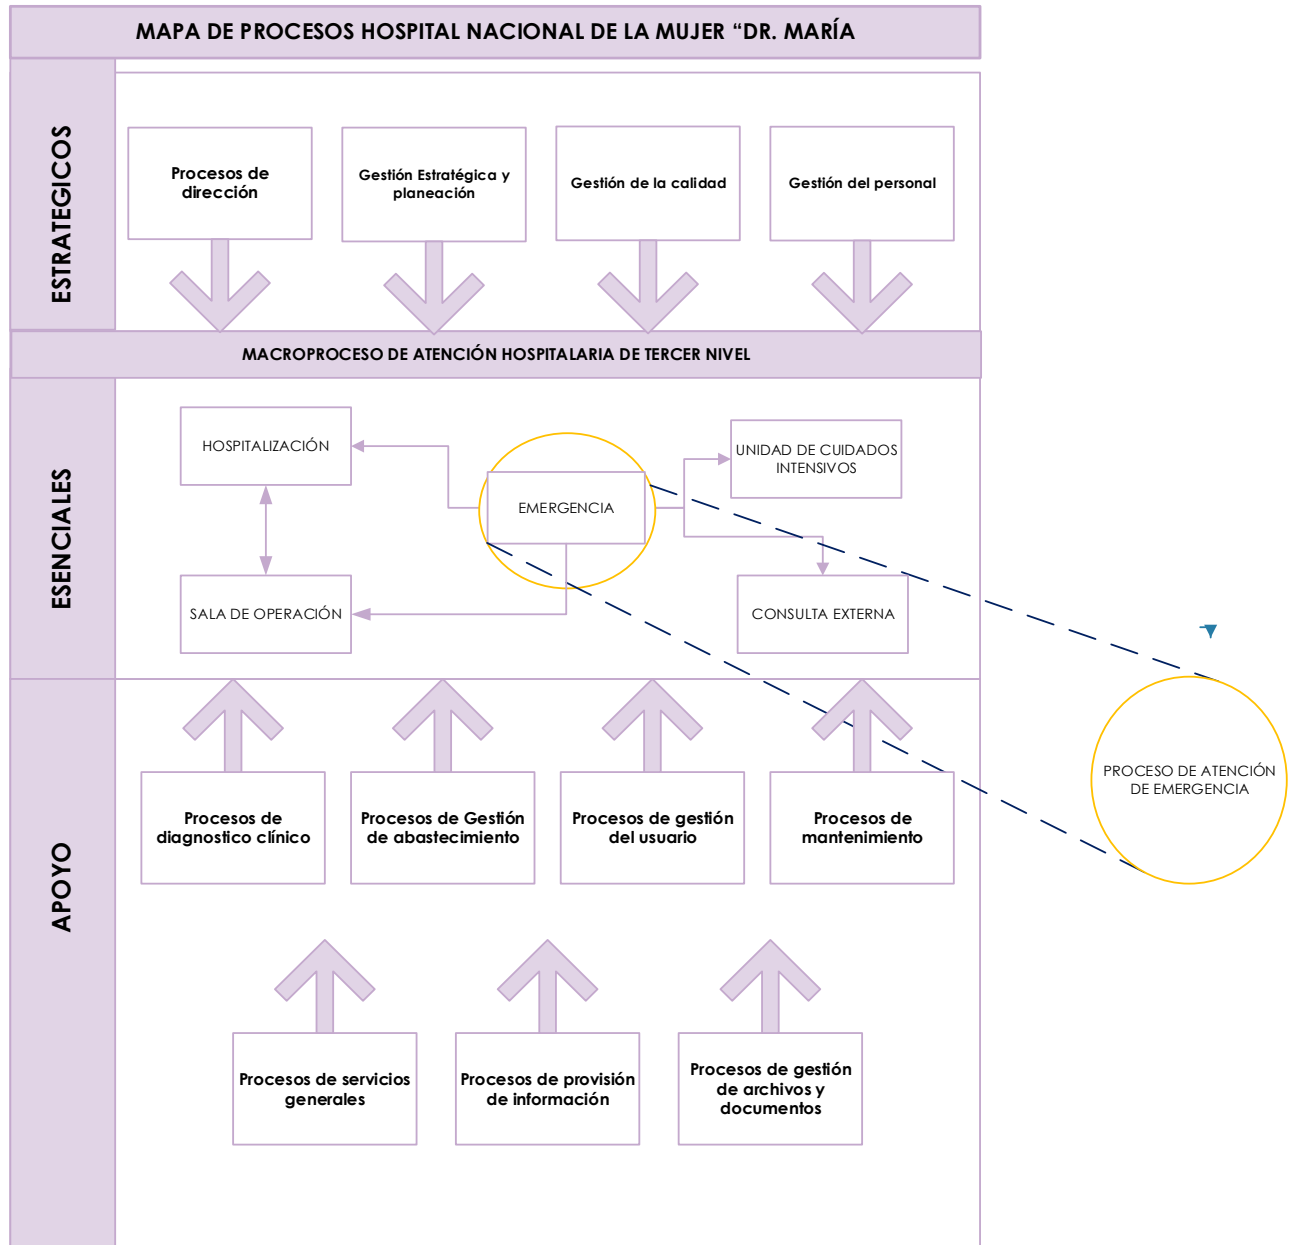 MAPA DE PROCESOS HOSPITAL NACIONAL DE LA MUJER “DR. MARÍA
ESTRATEGICOS
Procesos de
dirección
Gestión Estratégica y
planeación
Gestión de la calidad
Gestión del personal
MACROPROCESO DE ATENCIÓN HOSPITALARIA DE TERCER NIVEL
ESENCIALES
HOSPITALIZACIÓN
EMERGENCIA
UNIDAD DE CUIDADOS
INTENSIVOS
SALA DE OPERACIÓN
CONSULTA EXTERNA
PROCESO DE ATENCIÓN
DE EMERGENCIA
APOYO
Procesos de
diagnostico clínico
Procesos de Gestión
de abastecimiento
Procesos de gestión
del usuario
Procesos de
mantenimiento
Procesos de servicios
generales
Procesos de provisión
de información
Procesos de gestión
de archivos y
documentos